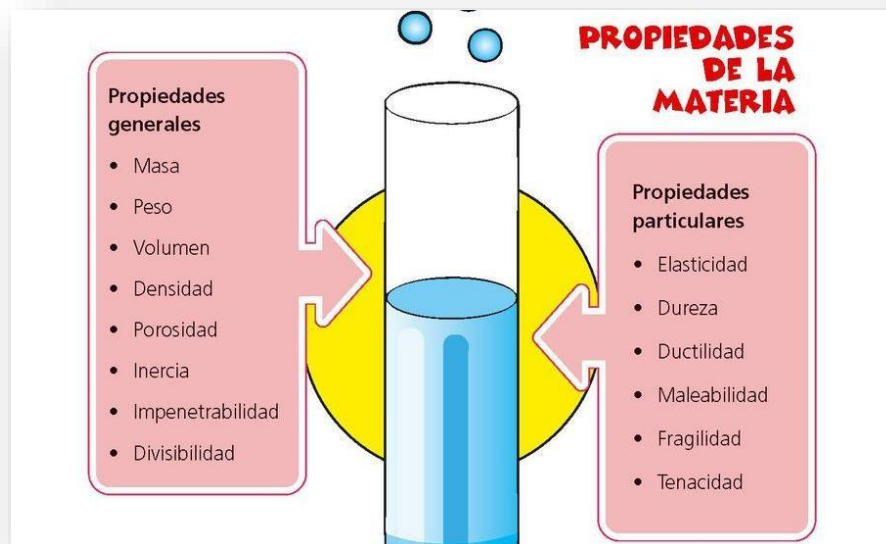 PROPIEDADES
DE LA
MATERIA
Propiedades
generales
• Masa
• Peso
• Volumen
• Densidad
• Porosidad
• Inercia
• Impenetrabilidad
• Divisibilidad
Propiedades
particulares
• Elasticidad
• Dureza
• Ductilidad
• Maleabilidad
• Fragilidad
• Tenacidad